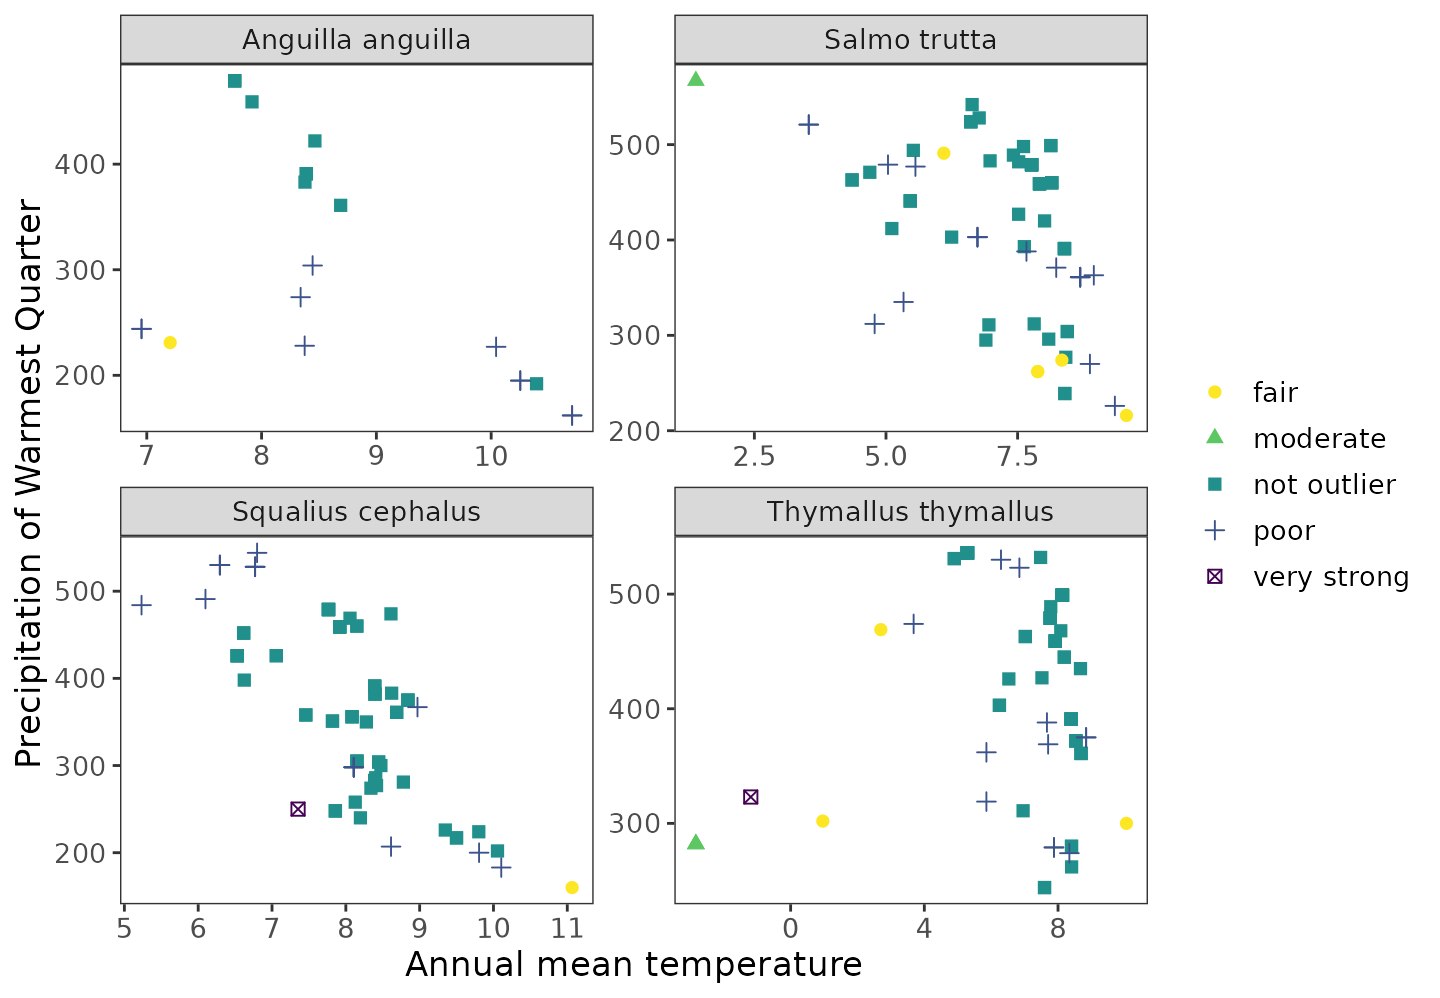 Anguilla anguilla
Salmo trutta
400
300
200
7 8 9 10
500
400
300
200
2.5 5.0 7.5
Squalius cephalus
Thymallus thymallus
500
400
300
200
5 6 7 8 9 10 11
500
400
300
0 4 8
Precipitation of Warmest Quarter
Annual mean temperature
fair
moderate
not outlier
poor
very strong